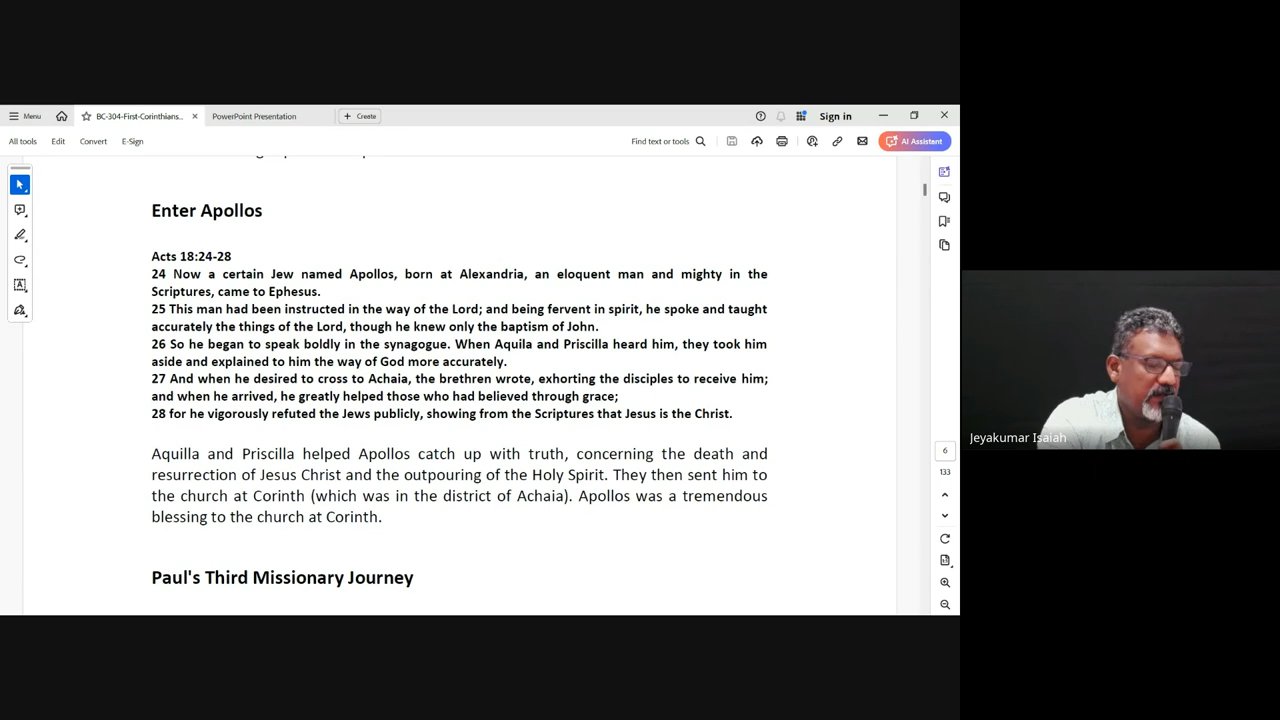 Menu
BC-304-First-Corinthians...
PowerPoint Presentation
Create
Sign in
All tools
Edit
Convert
E-Sign
Find text or tools
AI Assistant
Enter Apollos
Acts 18:24-28
24 Now a certain Jew named Apollos, born at Alexandria, an eloquent man and mighty in the
Scriptures, came to Ephesus.
25 This man had been instructed in the way of the Lord; and being fervent in spirit, he spoke and taught
accurately the things of the Lord, though he knew only the baptism of John.
26 So he began to speak boldly in the synagogue. When Aquila and Priscilla heard him, they took him
aside and explained to him the way of God more accurately.
27 And when he desired to cross to Achaia, the brethren wrote, exhorting the disciples to receive him;
and when he arrived, he greatly helped those who had believed through grace;
28 for he vigorously refuted the Jews publicly, showing from the Scriptures that Jesus is the Christ.
Aquilla and Priscilla helped Apollos catch up with truth, concerning the death and
resurrection of Jesus Christ and the outpouring of the Holy Spirit. They then sent him to
the church at Corinth (which was in the district of Achaia). Apollos was a tremendous
blessing to the church at Corinth.
Paul's Third Missionary Journey
6
133
Jeyakumar Isaiah